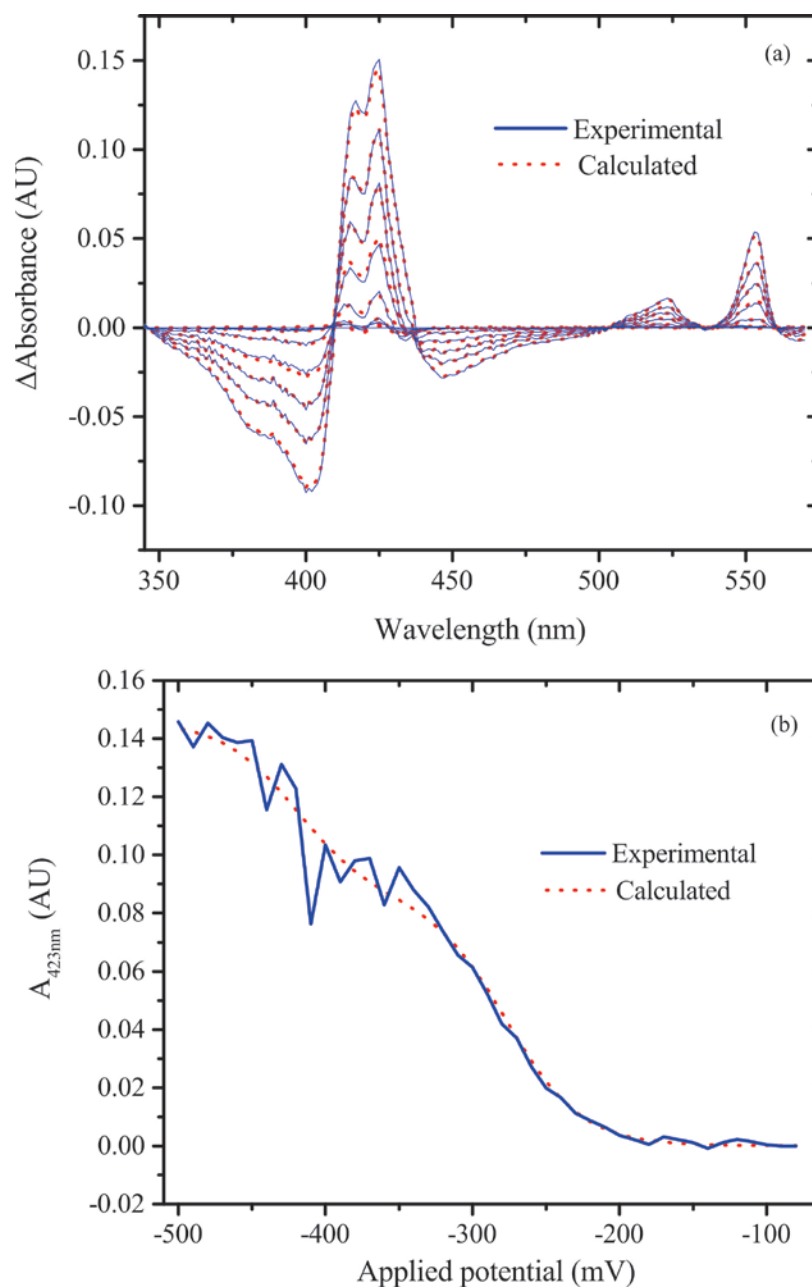 (a)
0.15
0.10
0.05
0.00
-0.05
-0.10
ΔAbsorbance (AU)
Experimental
Calculated
350 400 450 500 550
Wavelength (nm)
(b)
0.16
0.14
0.12
0.10
0.08
0.06
0.04
0.02
0.00
-0.02
A423nm (AU)
Experimental
Calculated
-500 -400 -300 -200 -100
Applied potential (mV)